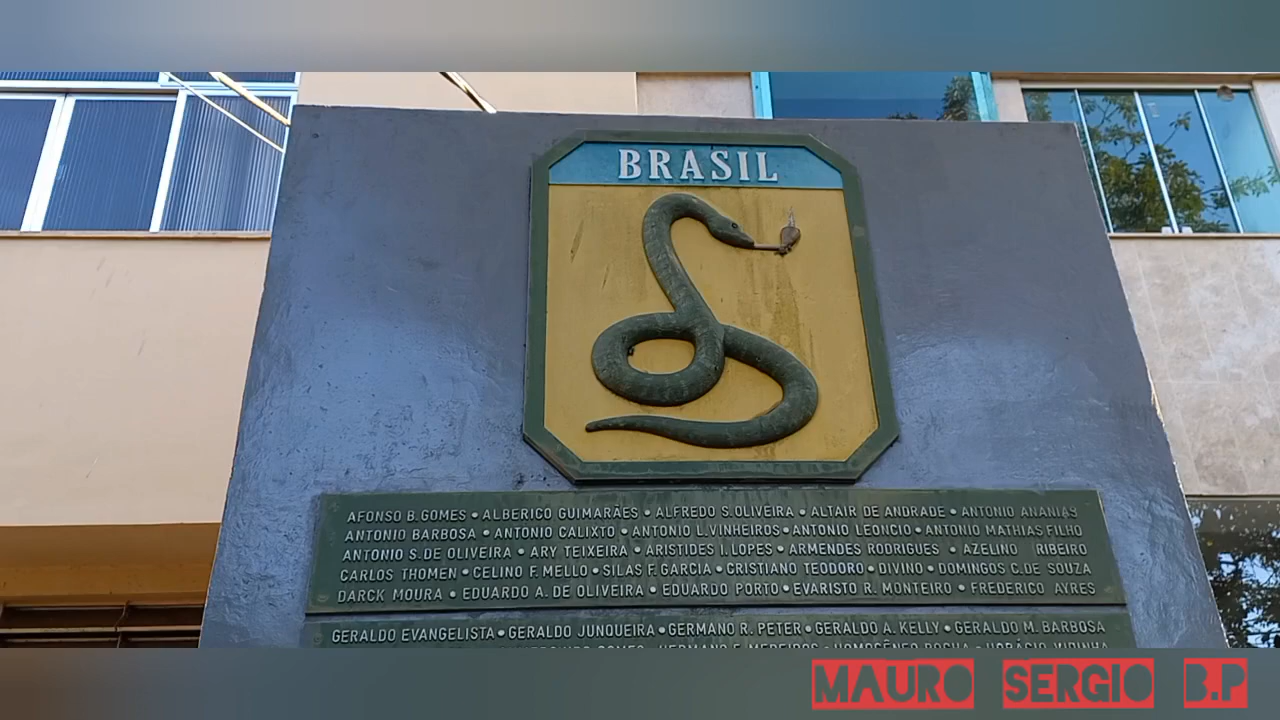 BRASIL
AFONSO B. GOMES • ALBERICO GUIMARÃES • ALFREDO S. OLIVEIRA • ALTAIR DE ANDRADE • ANTONIO ANANIAS
ANTONIO BARBOSA • ANTONIO CALIXTO • ANTONIO L. VINHEIROS • ANTONIO LEONCIO • ANTONIO MATHIAS FILHO
ANTONIO S. DE OLIVEIRA • ARY TEIXEIRA • ARISTIDES I. LOPES • ARMENDES RODRIGUES • AZELINO RIBEIRO
CARLOS THOMEN • CELINO F. MELLO • SILAS F. GARCIA • CRISTIANO TEODORO • DIVINO • DOMINGOS C. DE SOUZA
DARCK MOURA • EDUARDO A. DE OLIVEIRA • EDUARDO PORTO • EVARISTO R. MONTEIRO • FREDERICO AYRES
GERALDO EVANGELISTA • GERALDO JUNQUEIRA • GERMANO R. PETER • GERALDO A. KELLY • GERALDO M. BARBOSA
MAURO SERGIO B.P